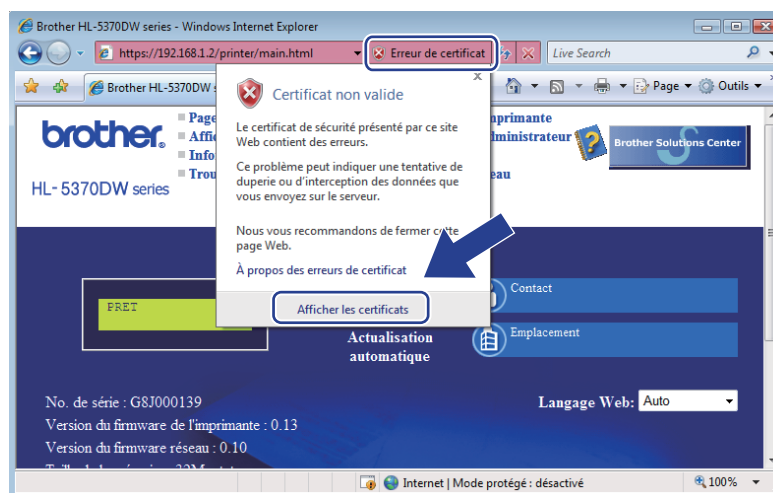 Brother HL-5370DW series - Windows Internet Explorer
https://192.168.1.2/printer/main.html
Erreur de certificat
Live Search
Brother HL-5370DW
Page
Outils
Certificat non valide
x
Le certificat de sécurité présenté par ce site
Web contient des erreurs.
Ce problème peut indiquer une tentative de
duperie ou d'interception des données que
vous envoyez sur le serveur.
Nous vous recommandons de fermer cette
page Web.
À propos des erreurs de certificat
Afficher les certificats
brother
HL-5370DW series
Page
Brother Solutions Center
PRET
Contact
Actualisation
automatique
Emplacement
No. de série : G8J000139
Langage Web: Auto
Version du firmware de l'imprimante : 0.13
Version du firmware réseau : 0.10
Internet | Mode protégé : désactivé
100%